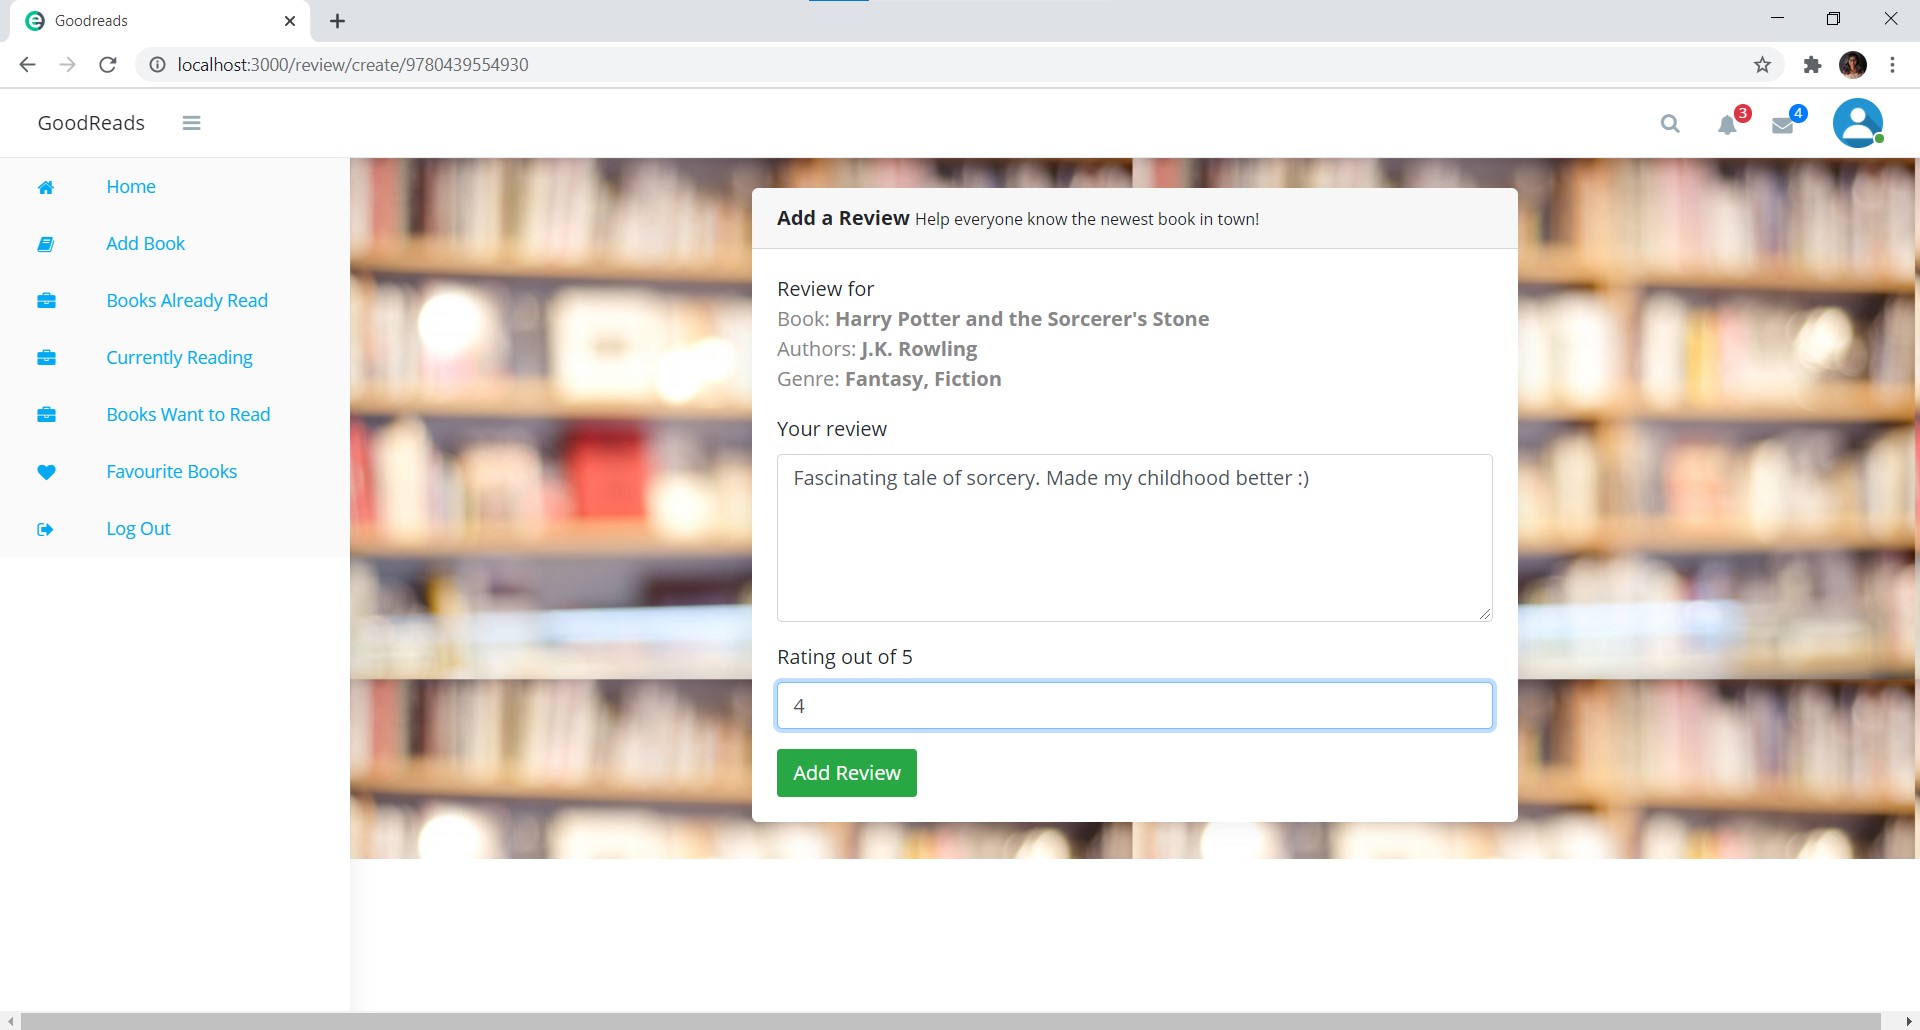 Goodreads
localhost:3000/review/create/9780439554930
GoodReads
3
4
Home
Add Book
Books Already Read
Currently Reading
Books Want to Read
Favourite Books
Log Out
Add a Review Help everyone know the newest book in town!
Review for
Book: Harry Potter and the Sorcerer's Stone
Authors: J.K. Rowling
Genre: Fantasy, Fiction
Your review
Fascinating tale of sorcery. Made my childhood better :)
Rating out of 5
4
Add Review